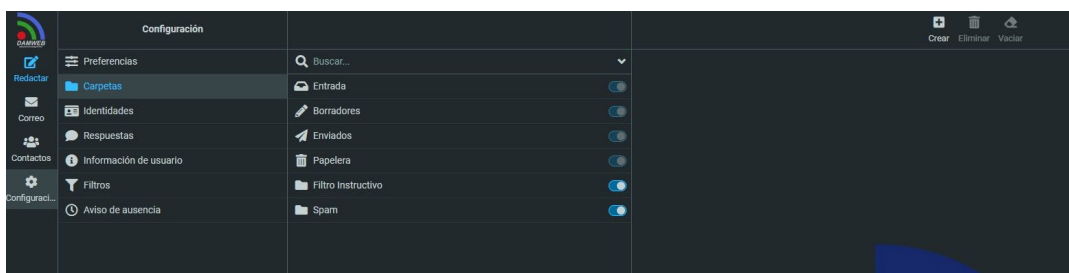 DAMWEB
Configuración
Crear Eliminar Vaciar
Redactar
Correo
Contactos
Configuraci...
Preferencias
Carpetas
Identidades
Respuestas
Información de usuario
Filtros
Aviso de ausencia
Buscar...
Entrada
Borradores
Enviados
Papelera
Filtro Instructivo
Spam